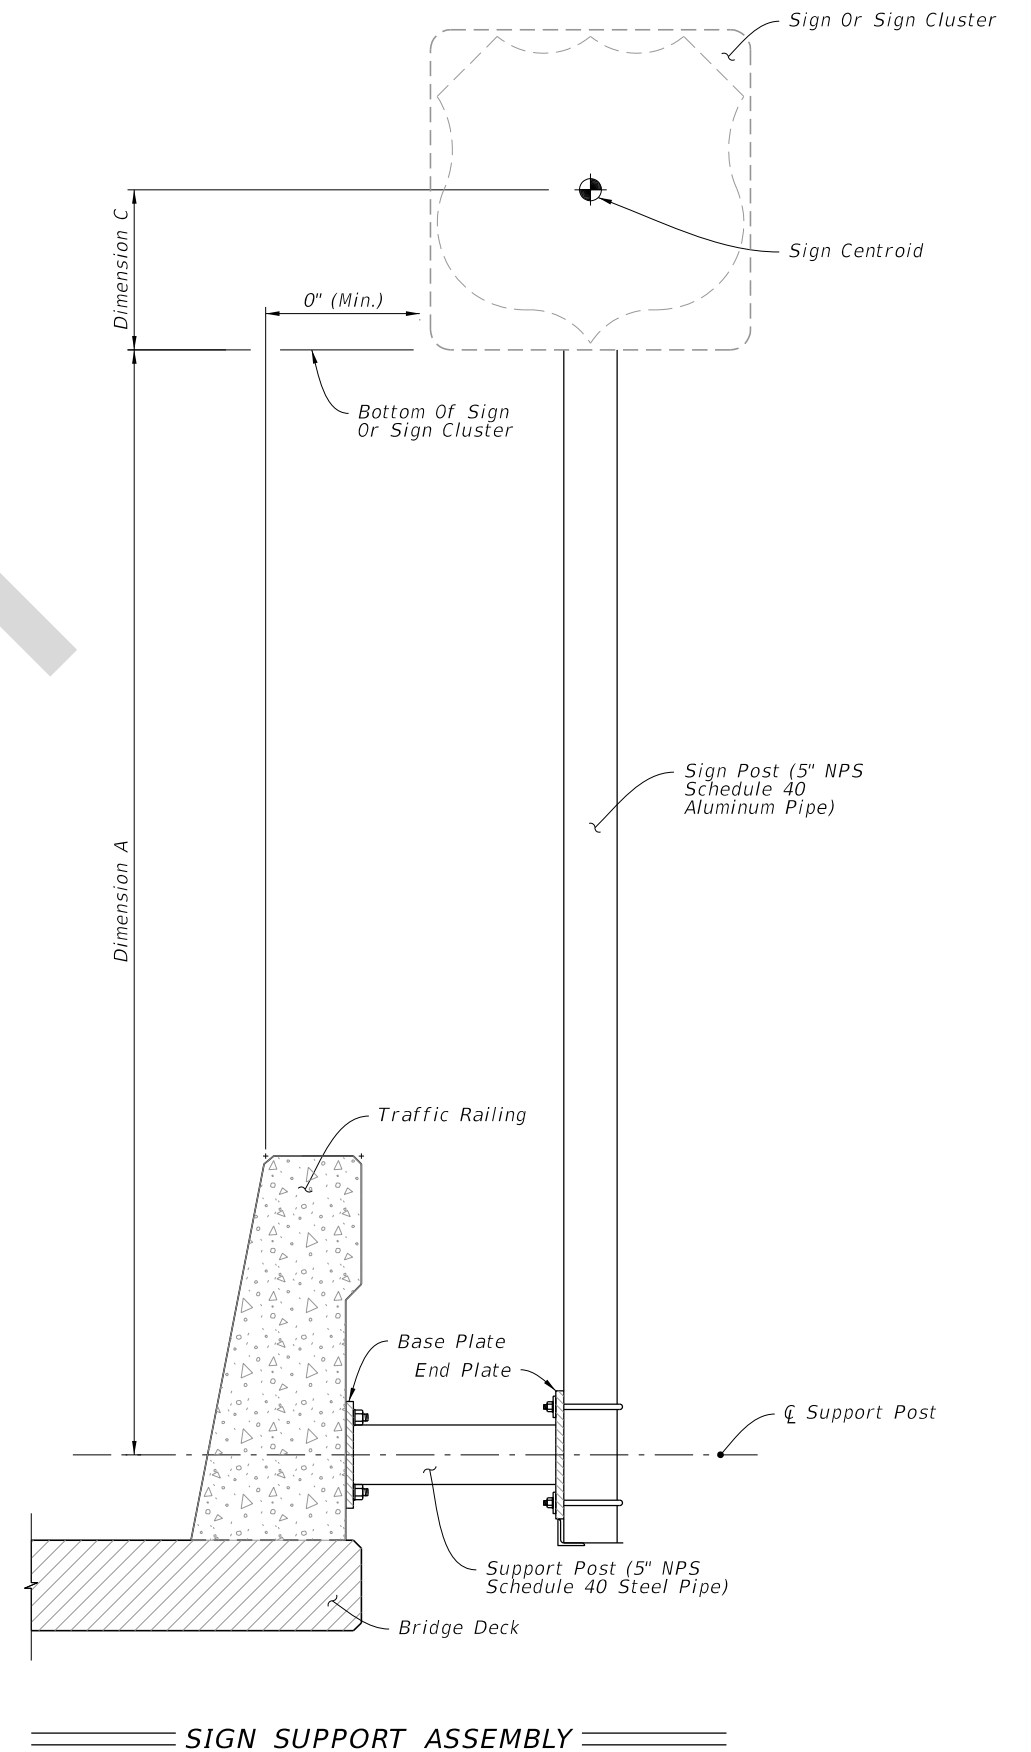 Sign Or Sign Cluster
Dimension C
Sign Centroid
0" (Min.)
Bottom Of Sign
Or Sign Cluster
Sign Post (5" NPS
Schedule 40
Aluminum Pipe)
Dimension A
Traffic Railing
Base Plate
End Plate
℄ Support Post
Support Post (5" NPS
Schedule 40 Steel Pipe)
Bridge Deck
SIGN SUPPORT ASSEMBLY